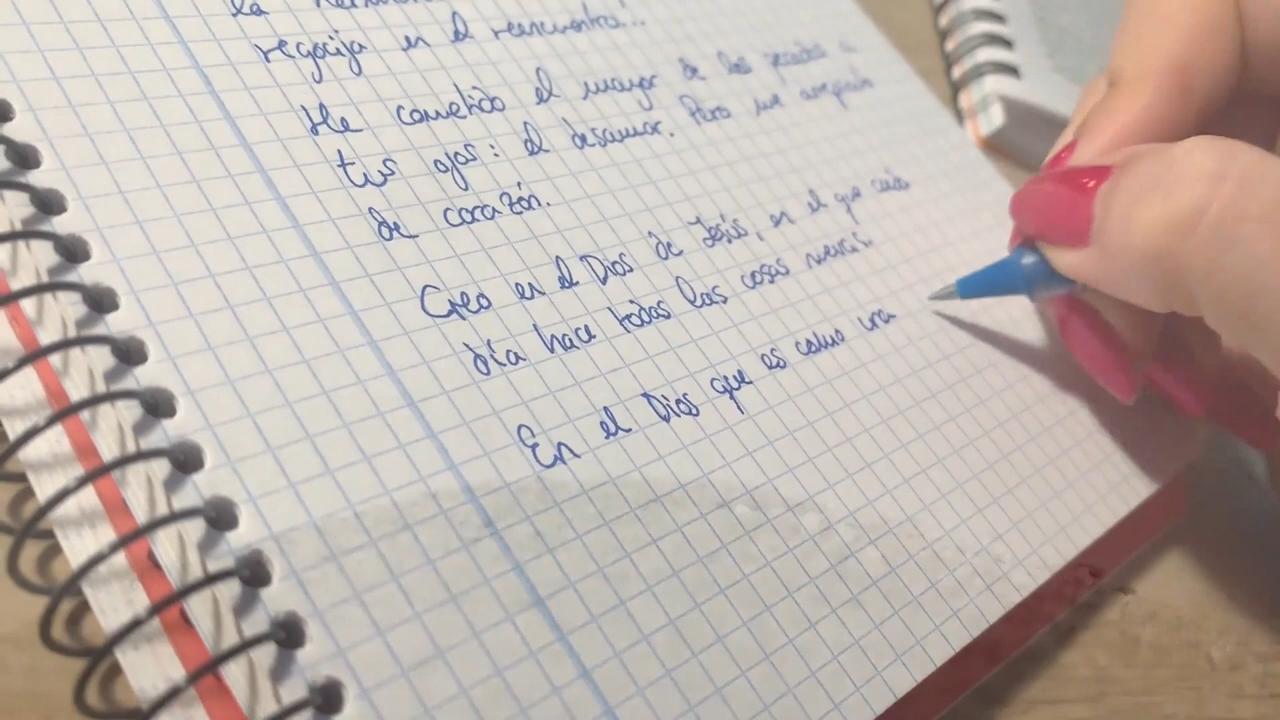 la
regocija en el reencuentro...
He cometido el mayor de los pecados a
tus ojos: el desamor. Pero me arrepiento
de corazón.
Creo en el Dios de Jesús, en el que cada
día hace todas las cosas nuevas.
En el Dios que es como una